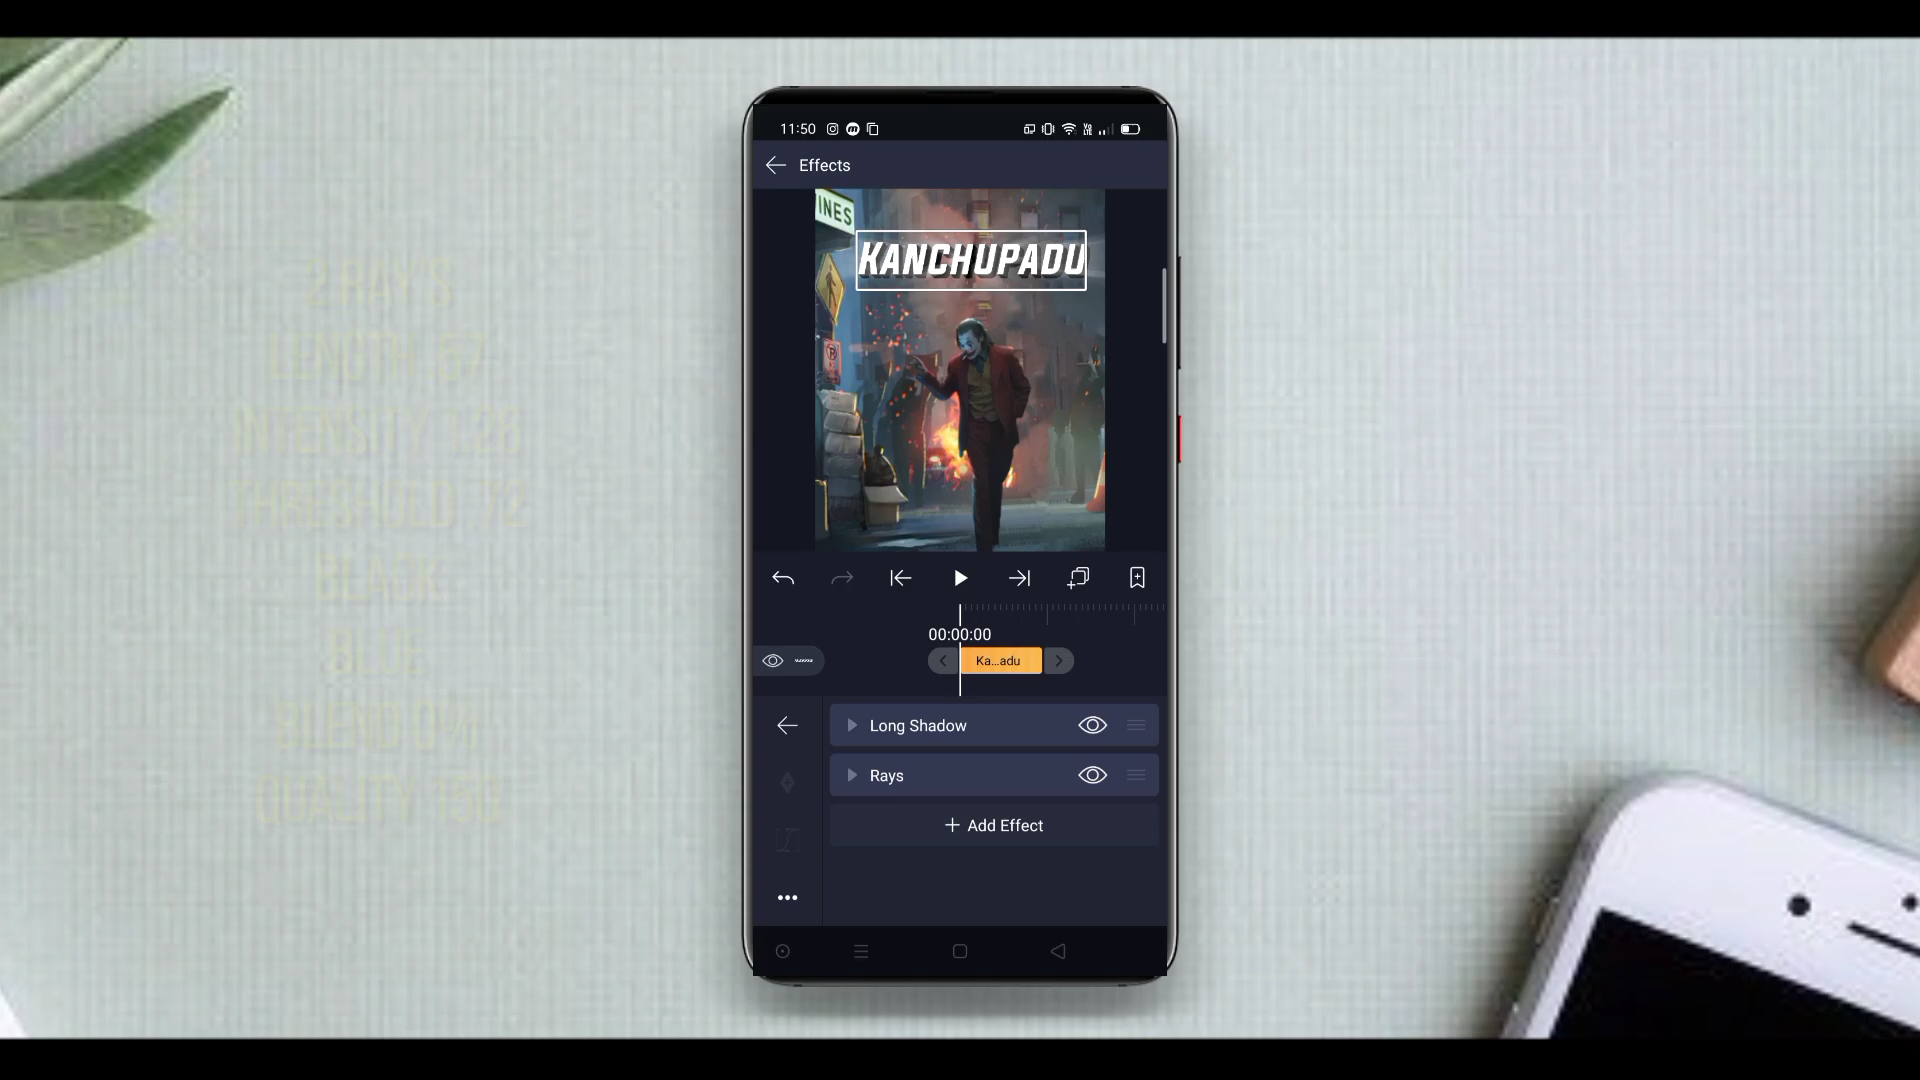 11:50
Effects
INES
KANCHUPADU
2 RAY'S
LENGTH 67
INTENSITY 1.28
THRESHOLD .72
BLACK
BLUE
BLEND 0%
QUALITY 150
00:00:00
Ka...adu
Long Shadow
Rays
+ Add Effect